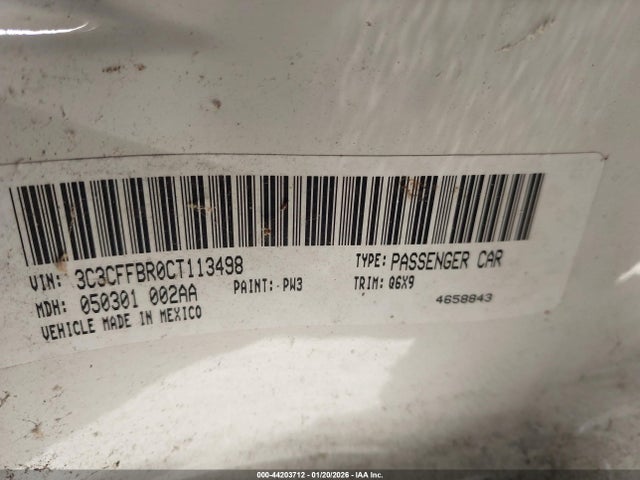 VIN: 3C3CFFBR0CT113498 TYPE: PASSENGER CAR
MDH: 050301 002AA PAINT: PW3 TRIM: Q6X9
VEHICLE MADE IN MEXICO 4658843
000-44203712 - 01/20/2026 - IAA Inc.